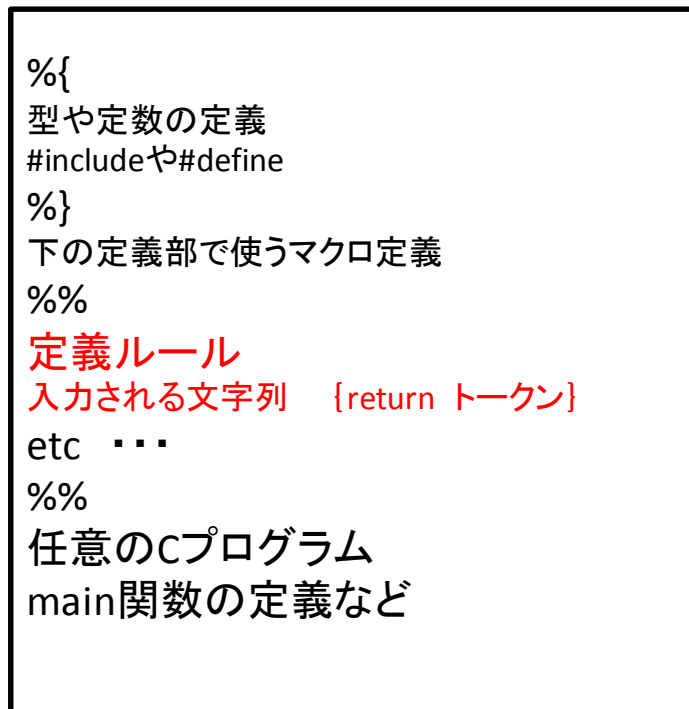 %{
型や定数の定義
#includeや#define
%}
下の定義部で使うマクロ定義
%%
定義ルール
入力される文字列　{return トークン}
etc ・・・
%%
任意のCプログラム
main関数の定義など